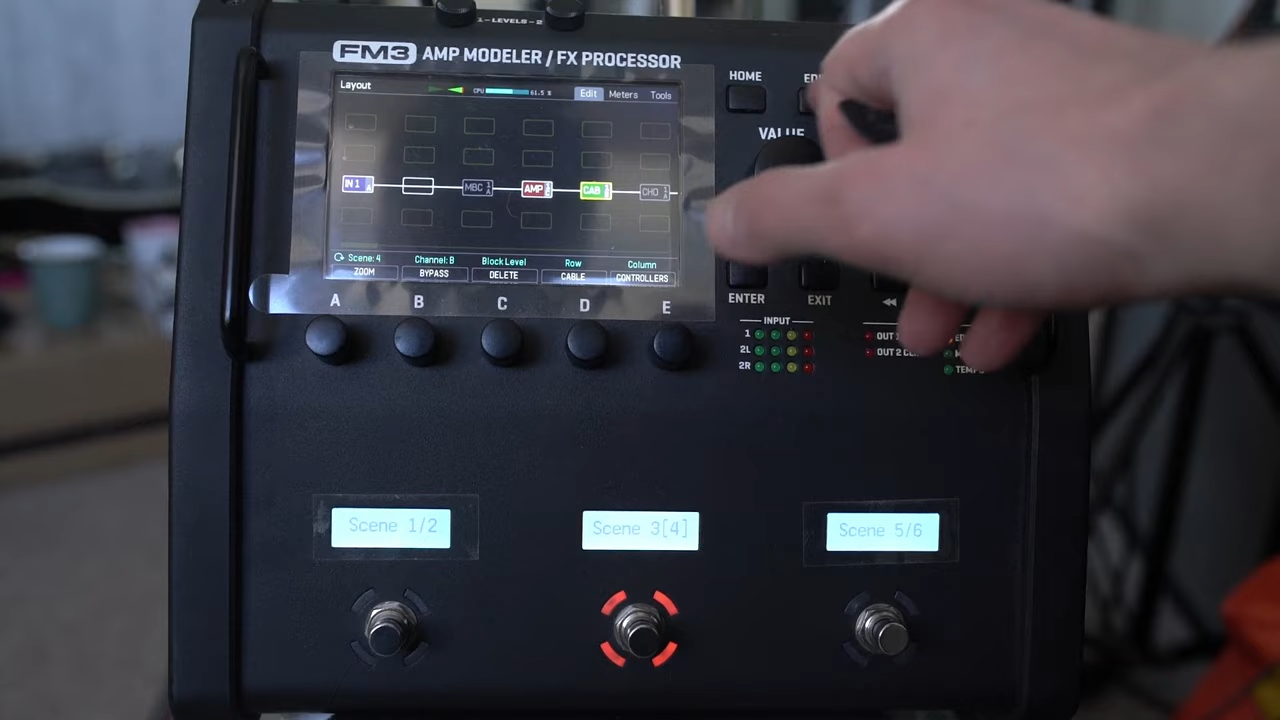 1-LEVELS-2
FM3 AMP MODELER / FX PROCESSOR
HOME
Layout
CPU 61.5 %
Edit Meters Tools
VALUE
IN 1
MBC
AMP
CAB
CHO
Scene: 4 Channel: B Block Level Row Column
ZOOM BYPASS DELETE CABLE CONTROLLERS
A B C D E
ENTER EXIT
INPUT
1
2L
2R
OUT 1
OUT 2
Scene 1/2
Scene 3[4]
Scene 5/6